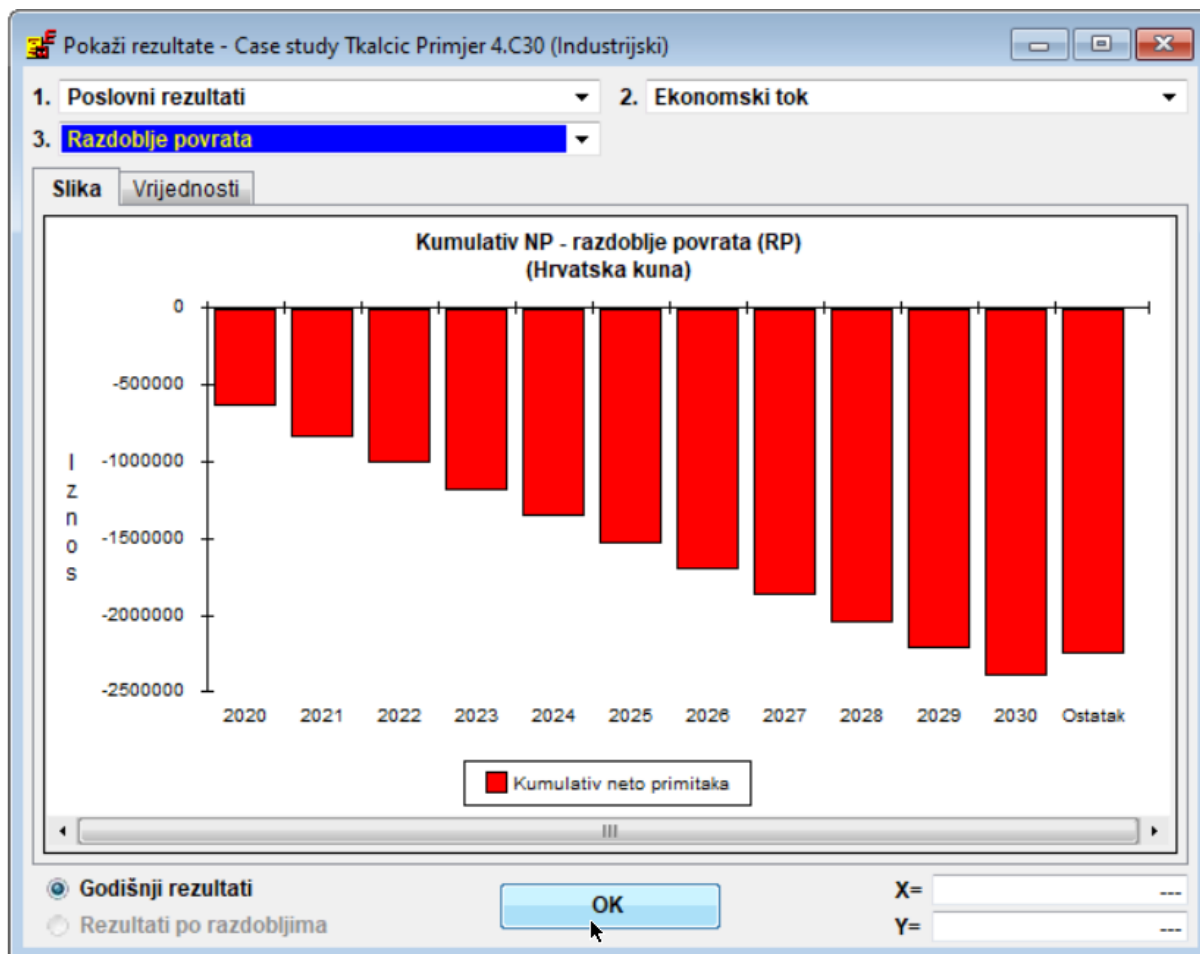 Pokaži rezultate - Case study Tkalcic Primjer 4.C30 (Industrijski)
1. Poslovni rezultati 2. Ekonomski tok
3. Razdoblje povrata
Slika Vrijednosti
Kumulativ NP - razdoblje povrata (RP)
(Hrvatska kuna)
0
-500000
-1000000
-1500000
-2000000
-2500000
Iznos
2020 2021 2022 2023 2024 2025 2026 2027 2028 2029 2030 Ostatak
Kumulativ neto primitaka
Godišnji rezultati
Rezultati po razdobljima
OK
X= ---
Y= ---